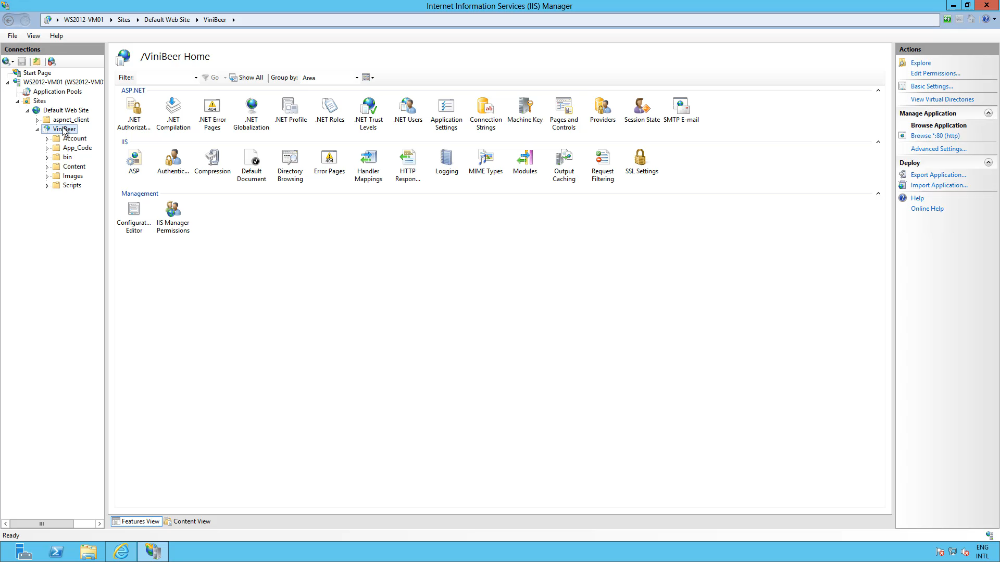 Internet Information Services (IIS) Manager
WS2012-VM01 Sites Default Web Site ViniBeer
File View Help
Connections
Start Page
WS2012-VM01 (WS2012-VM0
Application Pools
Sites
Default Web Site
aspnet_client
ViniBeer
Account
App_Code
bin
Content
Images
Scripts
/ViniBeer Home
Filter: Go Show All Group by: Area
ASP.NET
.NET Authorizat...
.NET Compilation
.NET Error Pages
.NET Globalization
.NET Profile
.NET Roles
.NET Trust Levels
.NET Users
Application Settings
Connection Strings
Machine Key
Pages and Controls
Providers
Session State
SMTP E-mail
IIS
ASP
Authentic...
Compression
Default Document
Directory Browsing
Error Pages
Handler Mappings
HTTP Respon...
Logging
MIME Types
Modules
Output Caching
Request Filtering
SSL Settings
Management
Configurat... Editor
IIS Manager Permissions
Features View Content View
Actions
Explore
Edit Permissions...
Basic Settings...
View Virtual Directories
Manage Application
Browse Application
Browse *:80 (http)
Advanced Settings...
Deploy
Export Application...
Import Application...
Help
Online Help
Ready
ENG
INTL